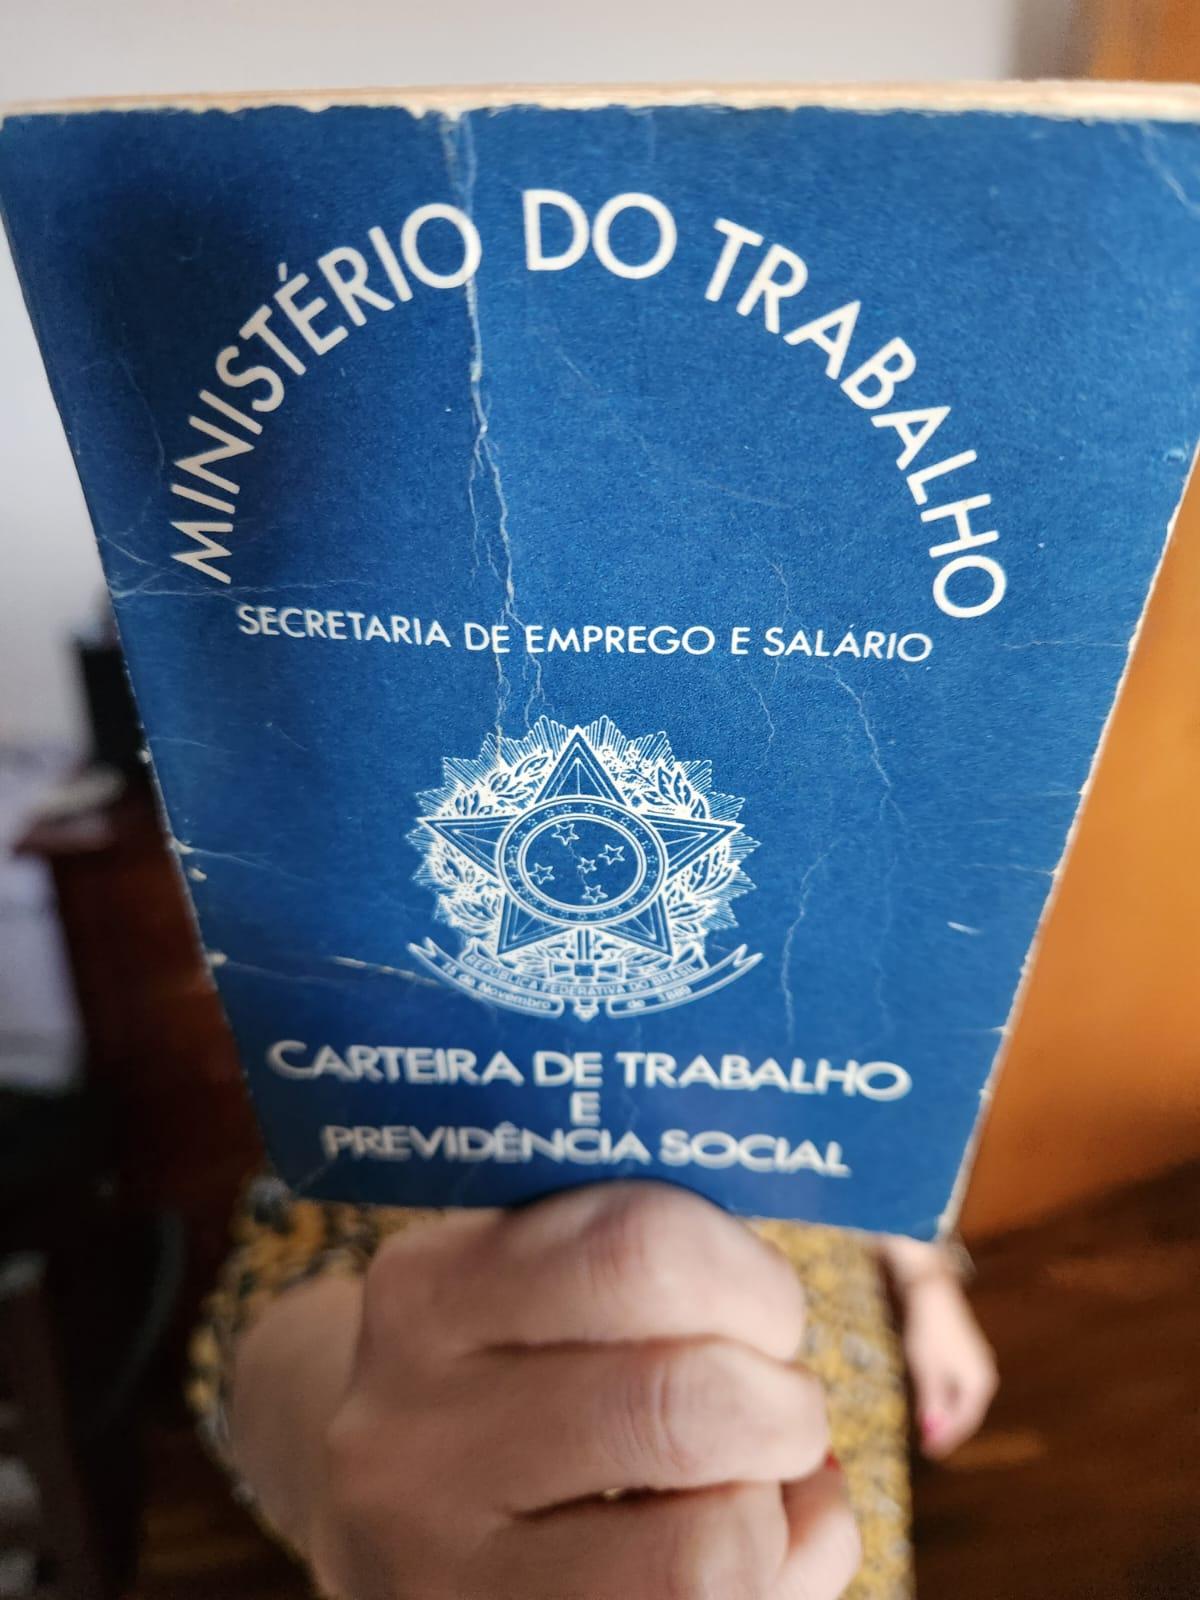 MINISTÉRIO DO TRABALHO
SECRETARIA DE EMPREGO E SALÁRIO
REPÚBLICA FEDERATIVA DO BRASIL
15 de Novembro de 1889
CARTEIRA DE TRABALHO
E
PREVIDÊNCIA SOCIAL